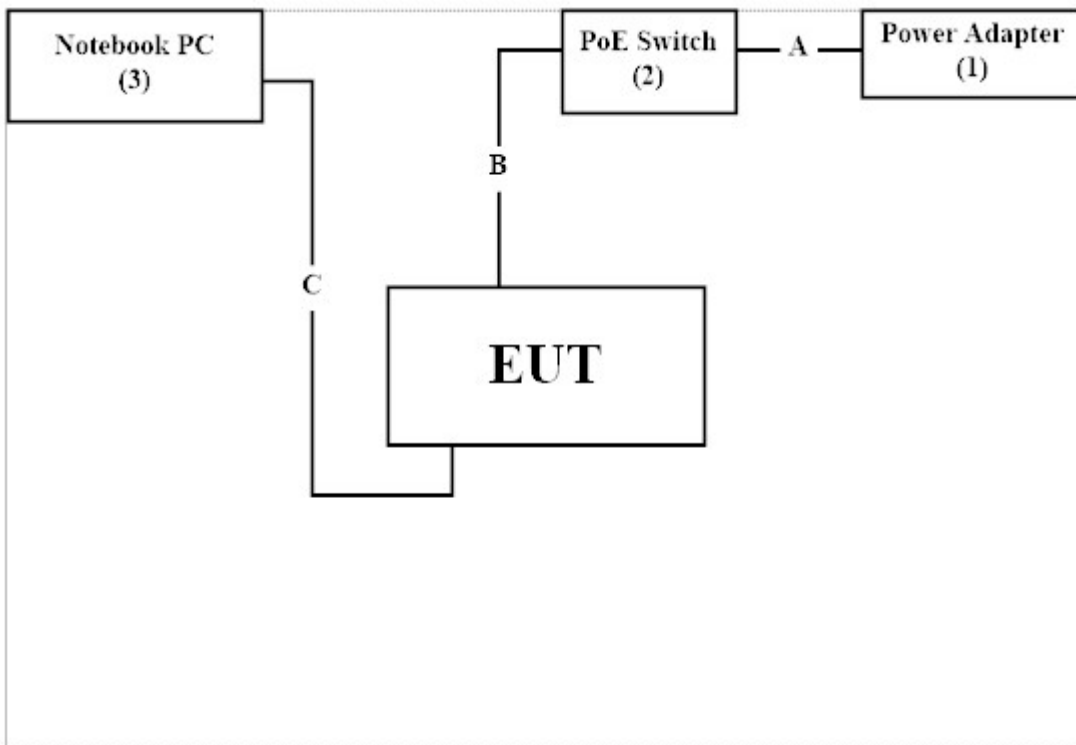 Notebook PC
(3)
PoE Switch
(2)
A
Power Adapter
(1)
B
C
EUT